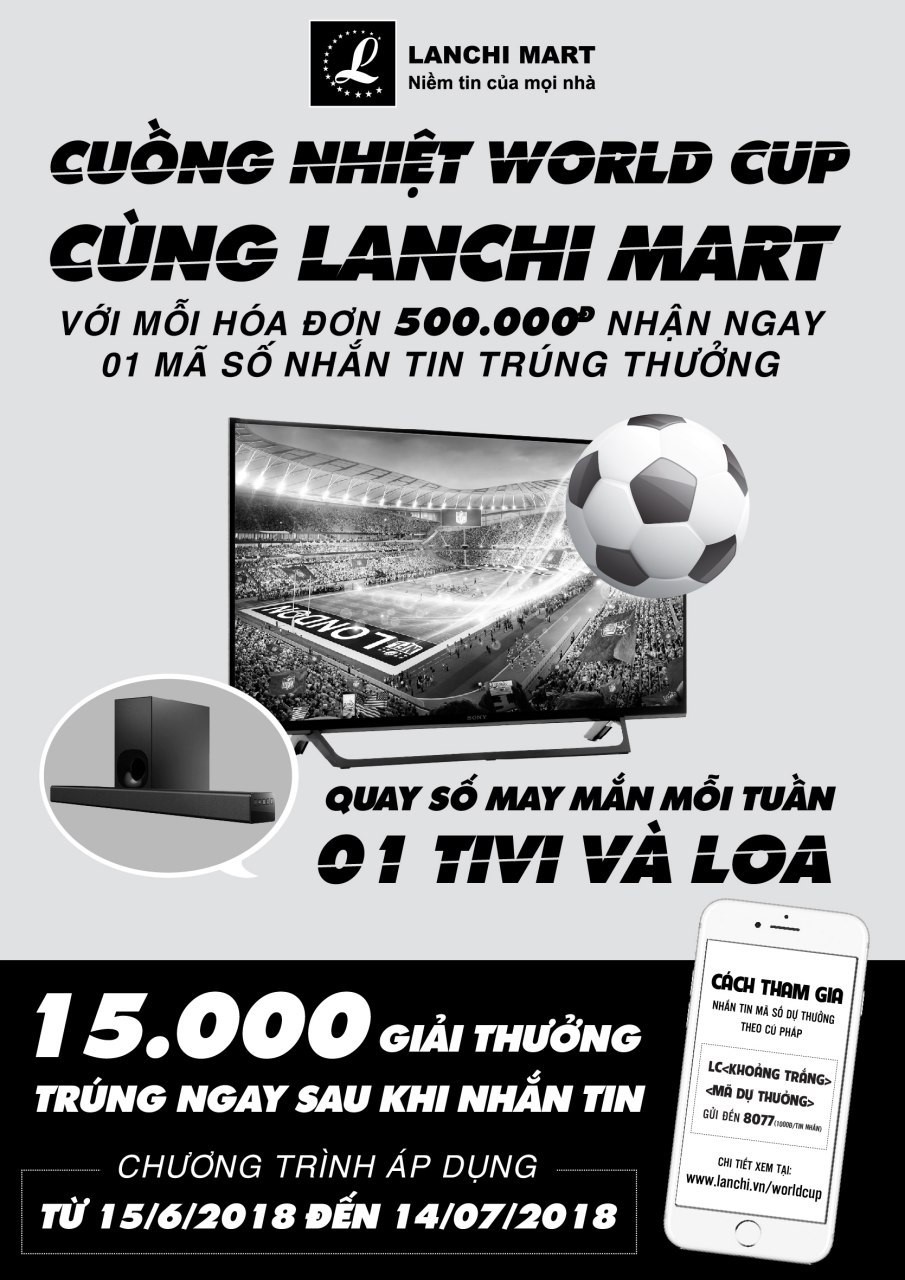 LANCHI MART
Niềm tin của mọi nhà
CUỒNG NHIỆT WORLD CUP
CÙNG LANCHI MART
VỚI MỖI HÓA ĐƠN 500.000Đ NHẬN NGAY
01 MÃ SỐ NHẮN TIN TRÚNG THƯỞNG
LONDON
SONY
QUAY SỐ MAY MẮN MỖI TUẦN
01 TIVI VÀ LOA
15.000 GIẢI THƯỞNG
TRÚNG NGAY SAU KHI NHẮN TIN
CHƯƠNG TRÌNH ÁP DỤNG
TỪ 15/6/2018 ĐẾN 14/07/2018
CÁCH THAM GIA
NHẮN TIN MÃ SỐ DỰ THƯỞNG
THEO CÚ PHÁP
LC<KHOẢNG TRẮNG>
<MÃ DỰ THƯỞNG>
GỬI ĐẾN 8077(1000Đ/TIN NHẮN)
CHI TIẾT XEM TẠI:
www.lanchi.vn/worldcup